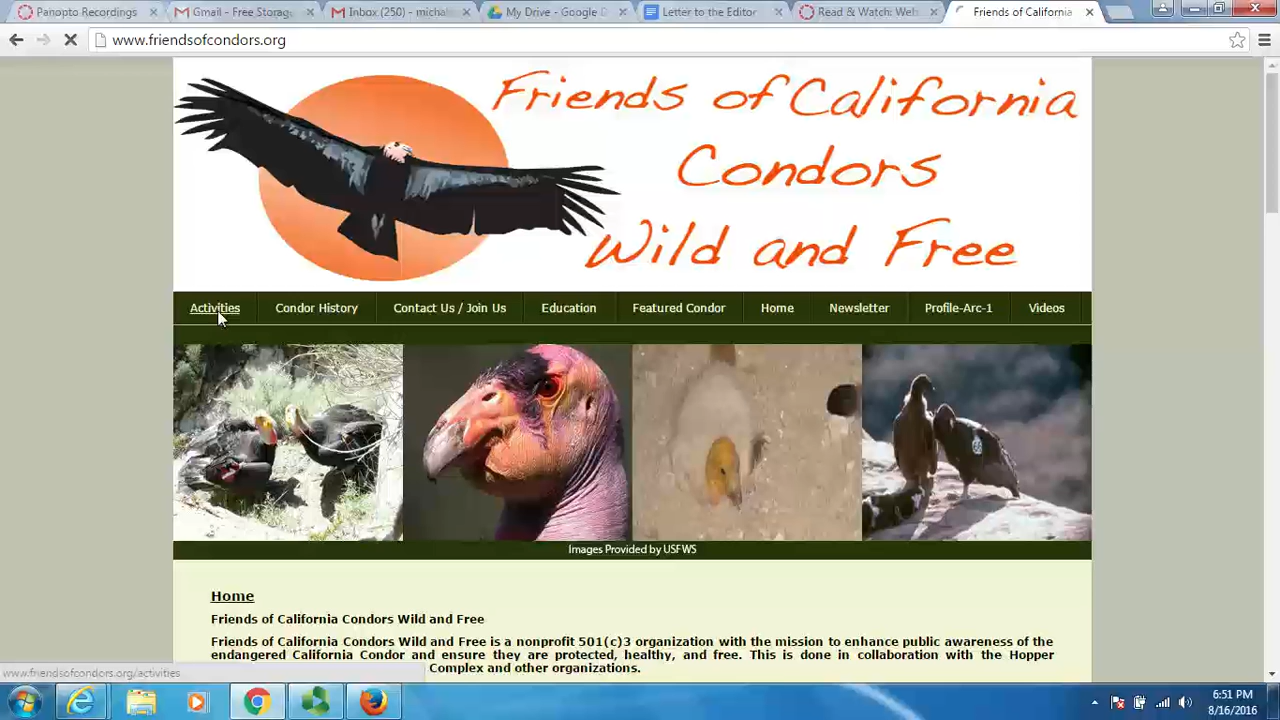 Panopto Recordings
Gmail - Free Storag
Inbox (250) - micha
My Drive - Google D
Letter to the Editor
Read & Watch: Web
Friends of California
www.friendsofcondors.org
Friends of California
Condors
Wild and Free
Activities
Condor History
Contact Us / Join Us
Education
Featured Condor
Home
Newsletter
Profile-Arc-1
Videos
Images Provided by USFWS
Home
Friends of California Condors Wild and Free
Friends of California Condors Wild and Free is a nonprofit 501(c)3 organization with the mission to enhance public awareness of the
endangered California Condor and ensure they are protected, healthy, and free. This is done in collaboration with the Hopper
Complex and other organizations.
www.friendsofcondors.org/activities
6:51 PM
8/16/2016